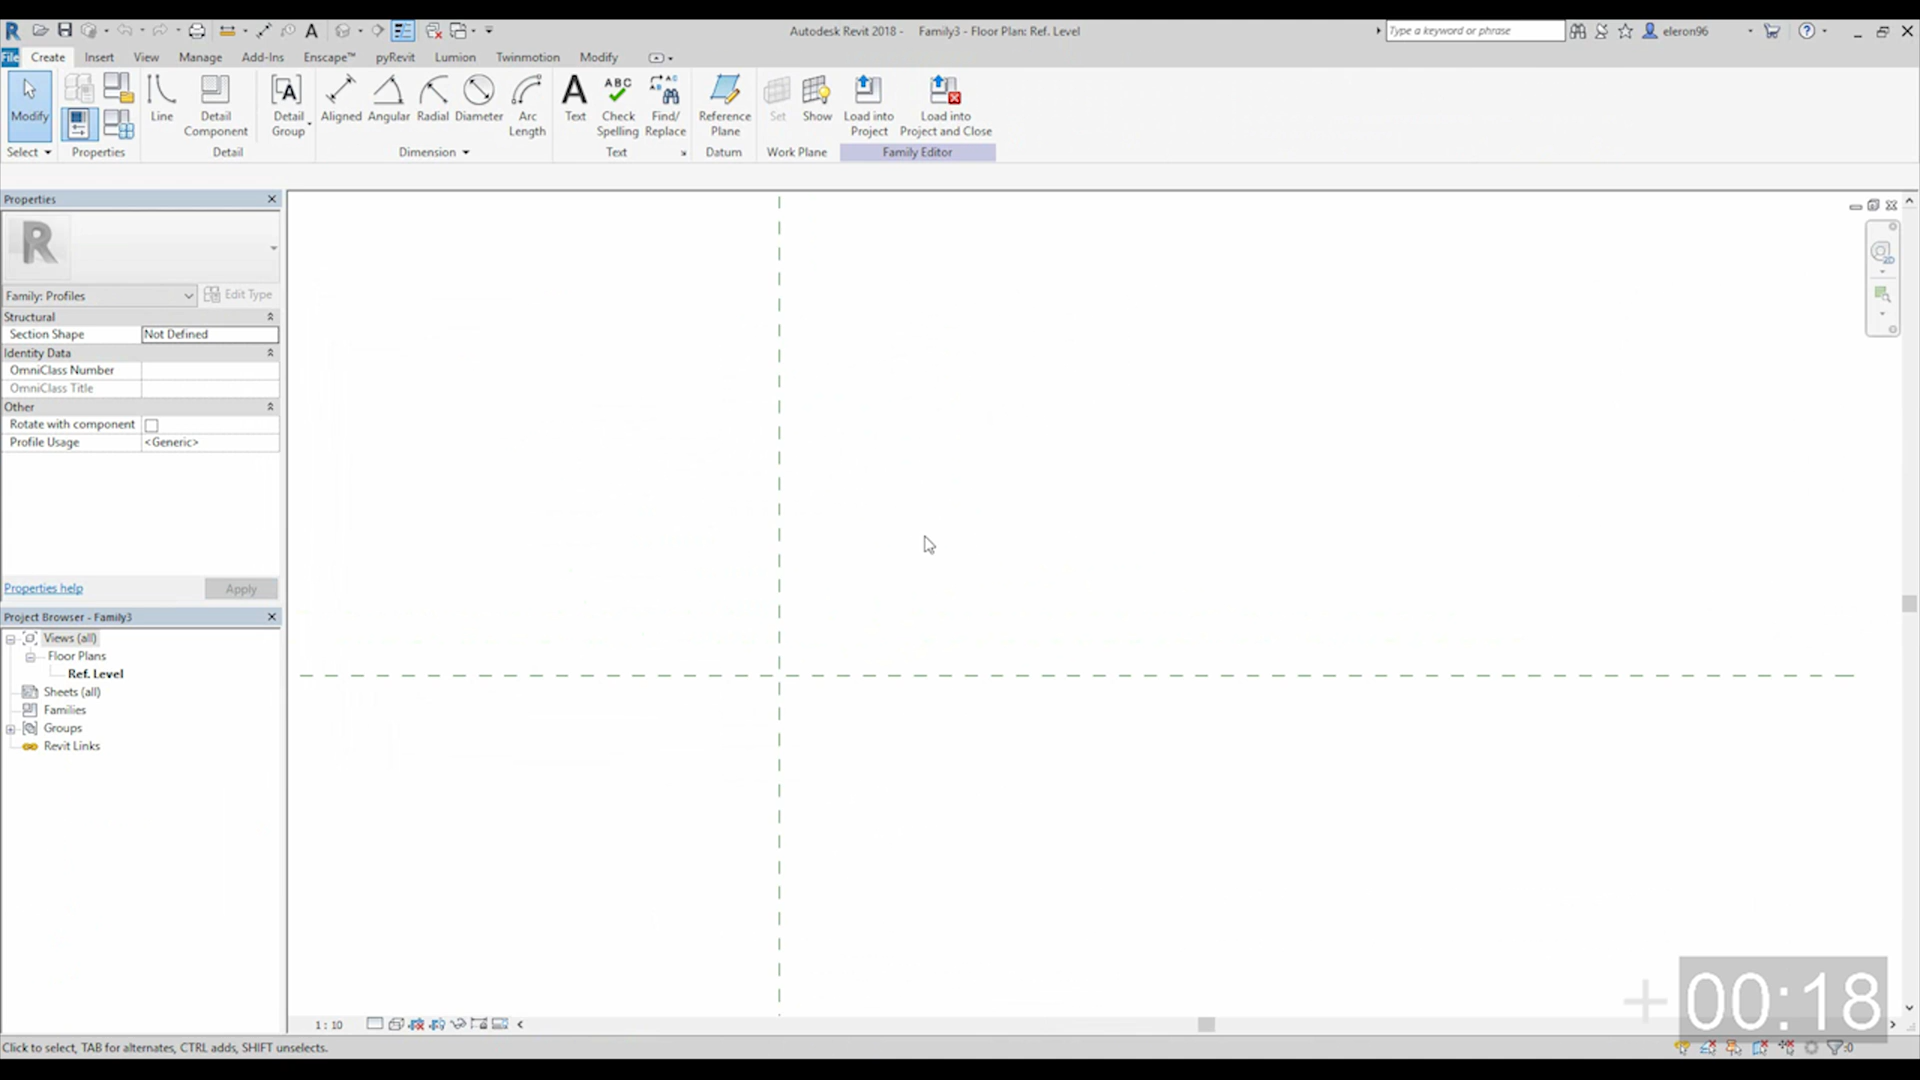 Autodesk Revit 2018 - Family3 - Floor Plan: Ref. Level
Type a keyword or phrase
eleron96
File Create Insert View Manage Add-Ins Enscape™ pyRevit Lumion Twinmotion Modify
Modify
Line
Detail Component
Detail Group
Aligned Angular Radial Diameter Arc Length
Text
ABC
Check Spelling
Find/ Replace
Reference Plane
Set
Show
Load into Project
Load into Project and Close
Select Properties Detail Dimension Text Datum Work Plane Family Editor
Properties
R
Family: Profiles
Edit Type
Structural
Section Shape Not Defined
Identity Data
OmniClass Number
OmniClass Title
Other
Rotate with component
Profile Usage <Generic>
Properties help
Apply
Project Browser - Family3
Views (all)
Floor Plans
Ref. Level
Sheets (all)
Families
Groups
Revit Links
2D
1 : 10
+ 00:18
Click to select, TAB for alternates, CTRL adds, SHIFT unselects.
:0